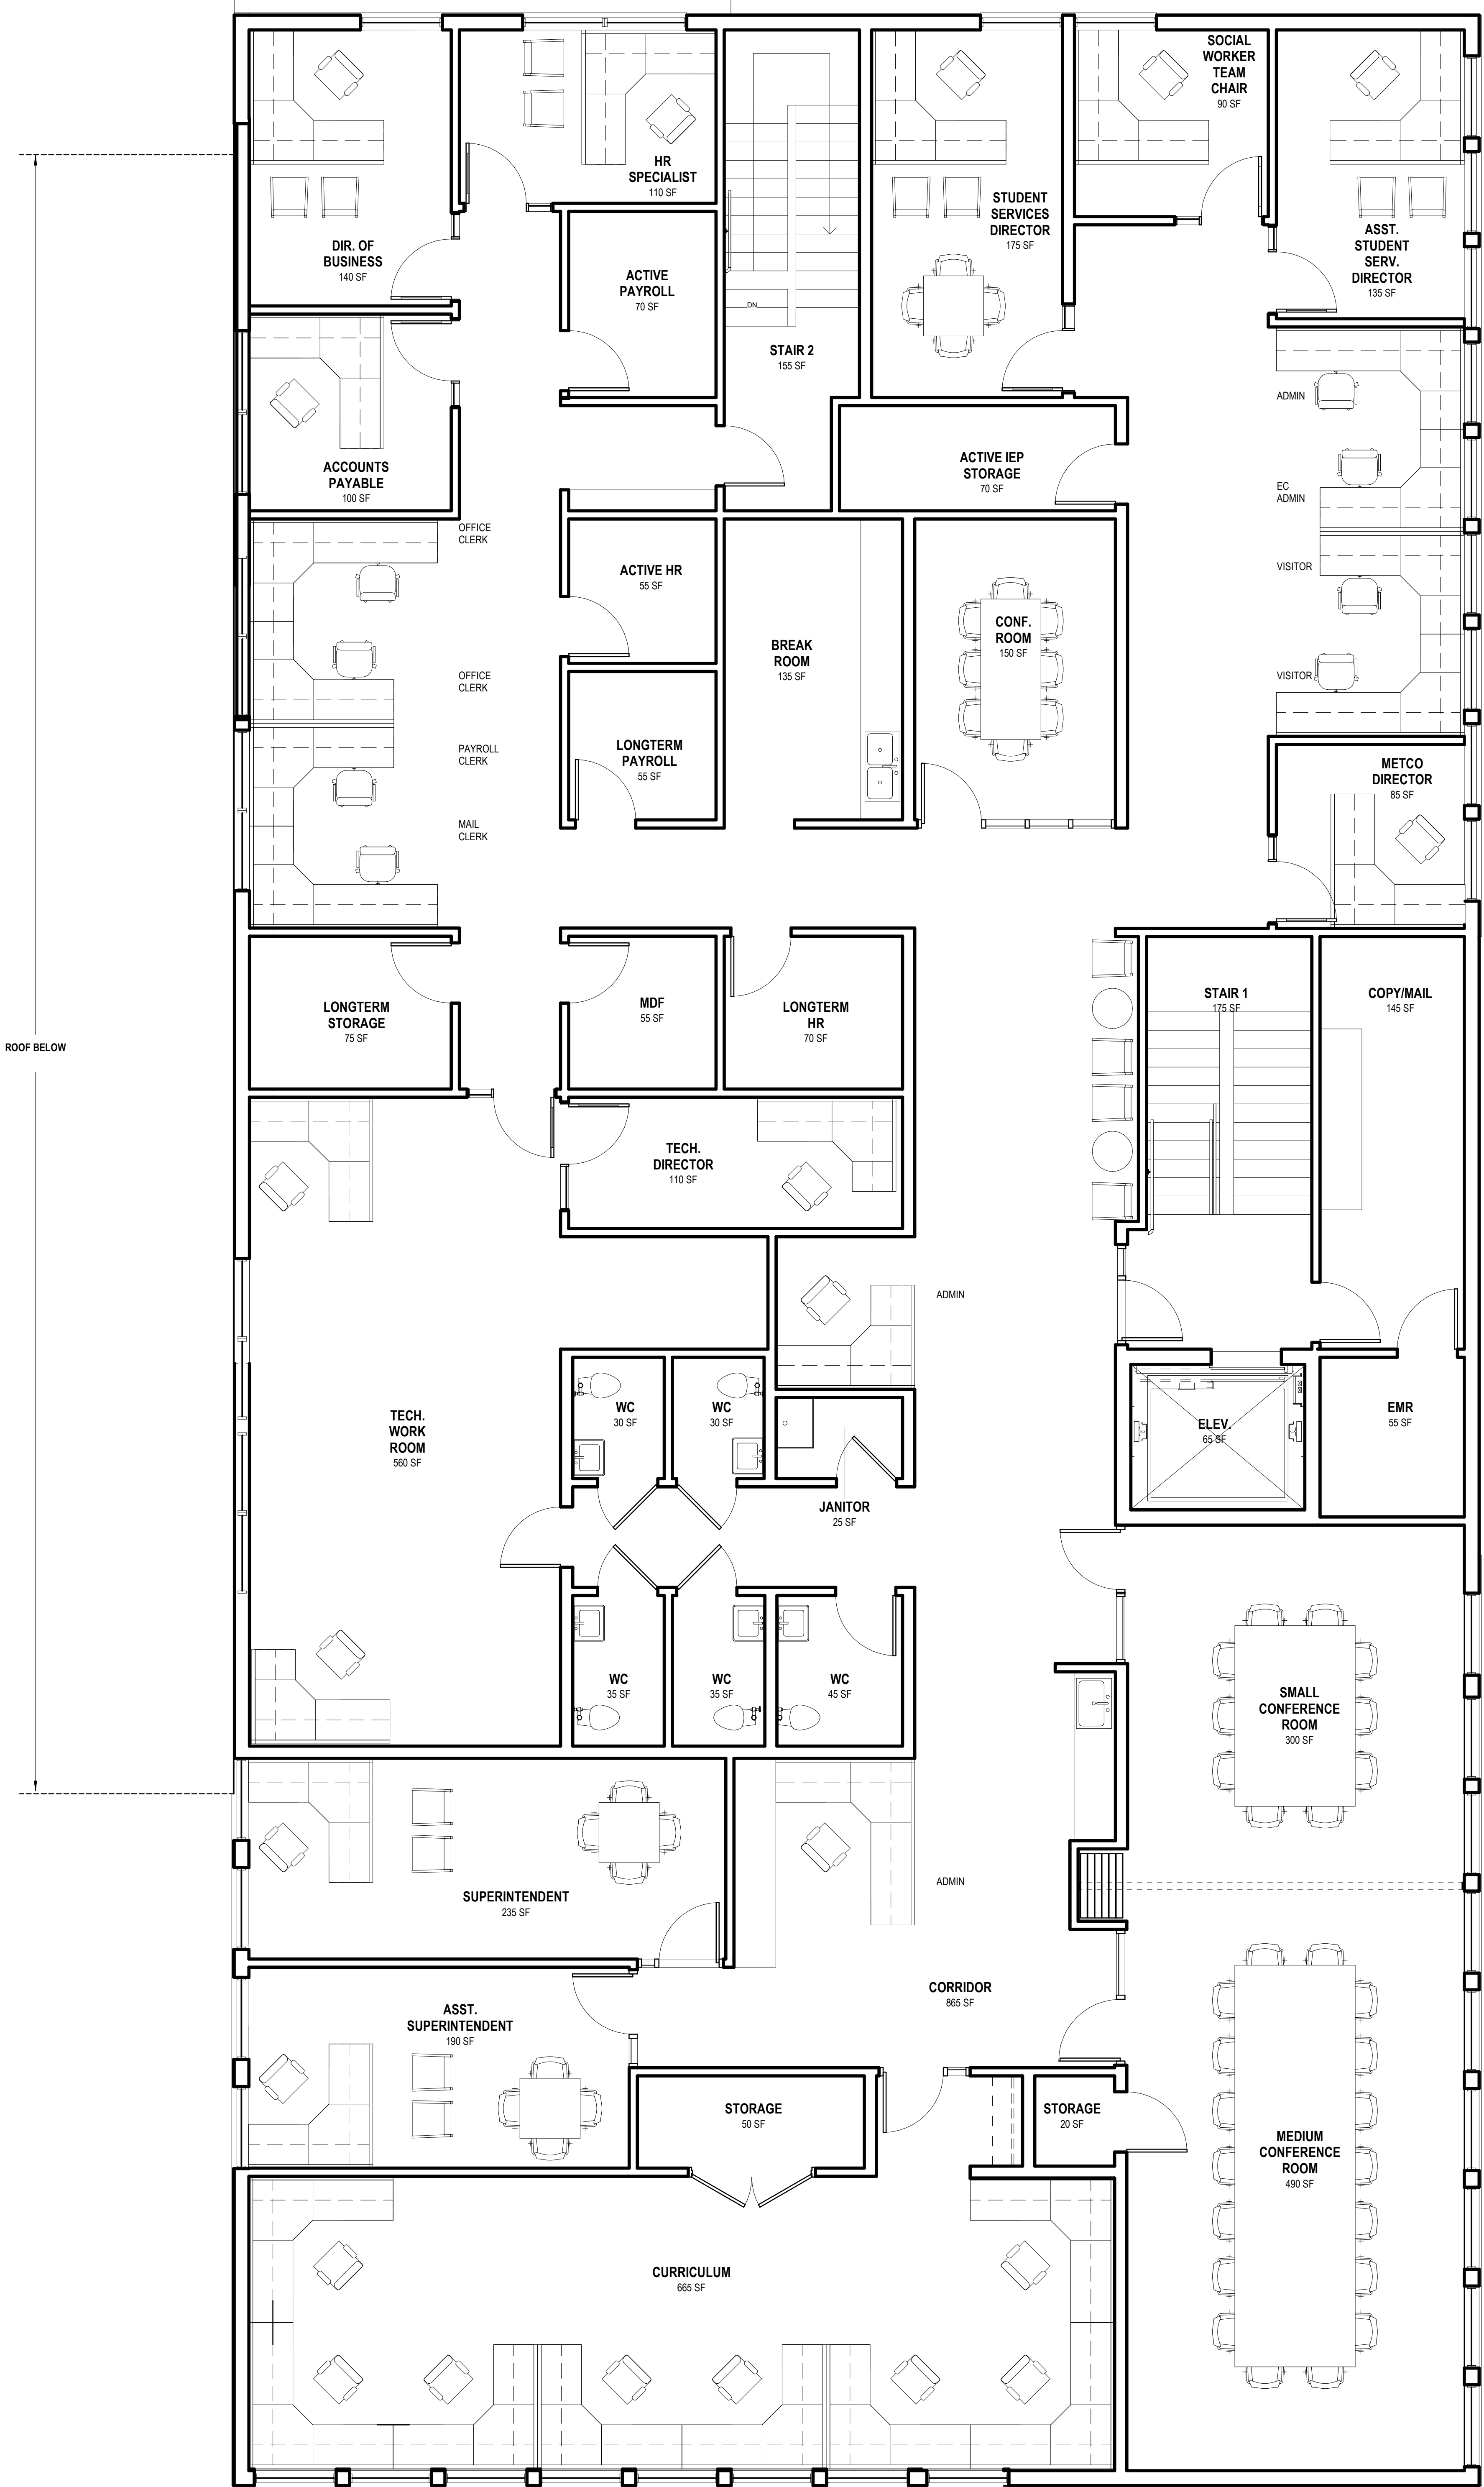 SOCIAL
WORKER
TEAM
CHAIR
90 SF
HR
SPECIALIST
110 SF
STUDENT
SERVICES
DIRECTOR
175 SF
ASST.
STUDENT
SERV.
DIRECTOR
135 SF
DIR. OF
BUSINESS
140 SF
ACTIVE
PAYROLL
70 SF
DN
STAIR 2
155 SF
ADMIN
ACCOUNTS
PAYABLE
100 SF
ACTIVE IEP
STORAGE
70 SF
EC
ADMIN
OFFICE
CLERK
ACTIVE HR
55 SF
VISITOR
CONF.
ROOM
150 SF
BREAK
ROOM
135 SF
OFFICE
CLERK
VISITOR
PAYROLL
CLERK
LONGTERM
PAYROLL
55 SF
METCO
DIRECTOR
85 SF
MAIL
CLERK
LONGTERM
STORAGE
75 SF
MDF
55 SF
LONGTERM
HR
70 SF
STAIR 1
175 SF
COPY/MAIL
145 SF
ROOF BELOW
TECH.
DIRECTOR
110 SF
ADMIN
TECH.
WORK
ROOM
560 SF
WC
30 SF
WC
30 SF
ELEV.
65 SF
EMR
55 SF
JANITOR
25 SF
WC
35 SF
WC
35 SF
WC
45 SF
SMALL
CONFERENCE
ROOM
300 SF
SUPERINTENDENT
235 SF
ADMIN
CORRIDOR
865 SF
ASST.
SUPERINTENDENT
190 SF
STORAGE
50 SF
STORAGE
20 SF
MEDIUM
CONFERENCE
ROOM
490 SF
CURRICULUM
665 SF